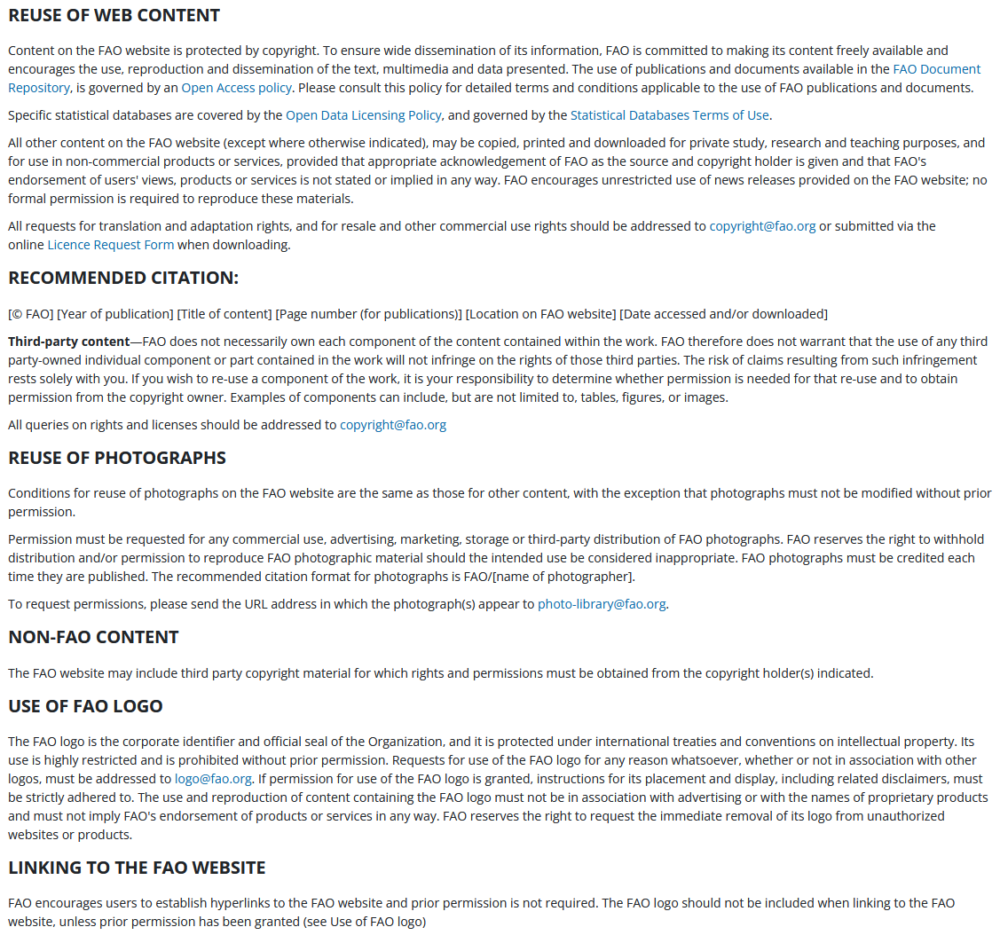 REUSE OF WEB CONTENT
Content on the FAO website is protected by copyright. To ensure wide dissemination of its information, FAO is committed to making its content freely available and
encourages the use, reproduction and dissemination of the text, multimedia and data presented. The use of publications and documents available in the FAO Document
Repository, is governed by an Open Access policy. Please consult this policy for detailed terms and conditions applicable to the use of FAO publications and documents.
Specific statistical databases are covered by the Open Data Licensing Policy, and governed by the Statistical Databases Terms of Use.
All other content on the FAO website (except where otherwise indicated), may be copied, printed and downloaded for private study, research and teaching purposes, and
for use in non-commercial products or services, provided that appropriate acknowledgement of FAO as the source and copyright holder is given and that FAO's
endorsement of users' views, products or services is not stated or implied in any way. FAO encourages unrestricted use of news releases provided on the FAO website; no
formal permission is required to reproduce these materials.
All requests for translation and adaptation rights, and for resale and other commercial use rights should be addressed to copyright@fao.org or submitted via the
online Licence Request Form when downloading.
RECOMMENDED CITATION:
[© FAO] [Year of publication] [Title of content] [Page number (for publications)] [Location on FAO website] [Date accessed and/or downloaded]
Third-party content—FAO does not necessarily own each component of the content contained within the work. FAO therefore does not warrant that the use of any third
party-owned individual component or part contained in the work will not infringe on the rights of those third parties. The risk of claims resulting from such infringement
rests solely with you. If you wish to re-use a component of the work, it is your responsibility to determine whether permission is needed for that re-use and to obtain
permission from the copyright owner. Examples of components can include, but are not limited to, tables, figures, or images.
All queries on rights and licenses should be addressed to copyright@fao.org
REUSE OF PHOTOGRAPHS
Conditions for reuse of photographs on the FAO website are the same as those for other content, with the exception that photographs must not be modified without prior
permission.
Permission must be requested for any commercial use, advertising, marketing, storage or third-party distribution of FAO photographs. FAO reserves the right to withhold
distribution and/or permission to reproduce FAO photographic material should the intended use be considered inappropriate. FAO photographs must be credited each
time they are published. The recommended citation format for photographs is FAO/[name of photographer].
To request permissions, please send the URL address in which the photograph(s) appear to photo-library@fao.org.
NON-FAO CONTENT
The FAO website may include third party copyright material for which rights and permissions must be obtained from the copyright holder(s) indicated.
USE OF FAO LOGO
The FAO logo is the corporate identifier and official seal of the Organization, and it is protected under international treaties and conventions on intellectual property. Its
use is highly restricted and is prohibited without prior permission. Requests for use of the FAO logo for any reason whatsoever, whether or not in association with other
logos, must be addressed to logo@fao.org. If permission for use of the FAO logo is granted, instructions for its placement and display, including related disclaimers, must
be strictly adhered to. The use and reproduction of content containing the FAO logo must not be in association with advertising or with the names of proprietary products
and must not imply FAO's endorsement of products or services in any way. FAO reserves the right to request the immediate removal of its logo from unauthorized
websites or products.
LINKING TO THE FAO WEBSITE
FAO encourages users to establish hyperlinks to the FAO website and prior permission is not required. The FAO logo should not be included when linking to the FAO
website, unless prior permission has been granted (see Use of FAO logo)